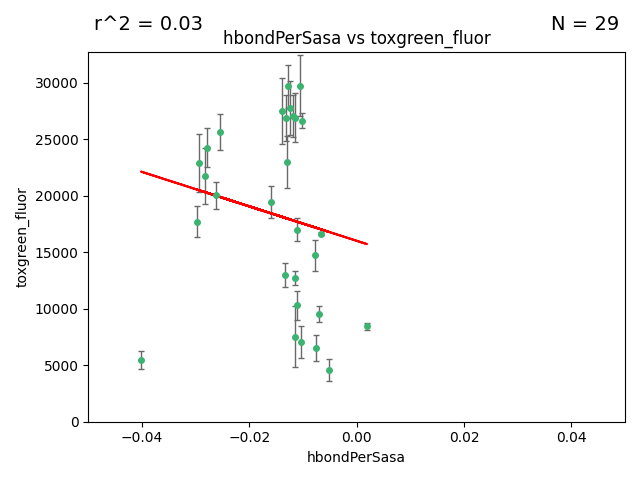 r^2 = 0.03
N = 29
hbondPerSasa vs toxgreen_fluor
30000
25000
20000
15000
10000
5000
0
toxgreen_fluor
−0.04
−0.02
0.00
0.02
0.04
hbondPerSasa